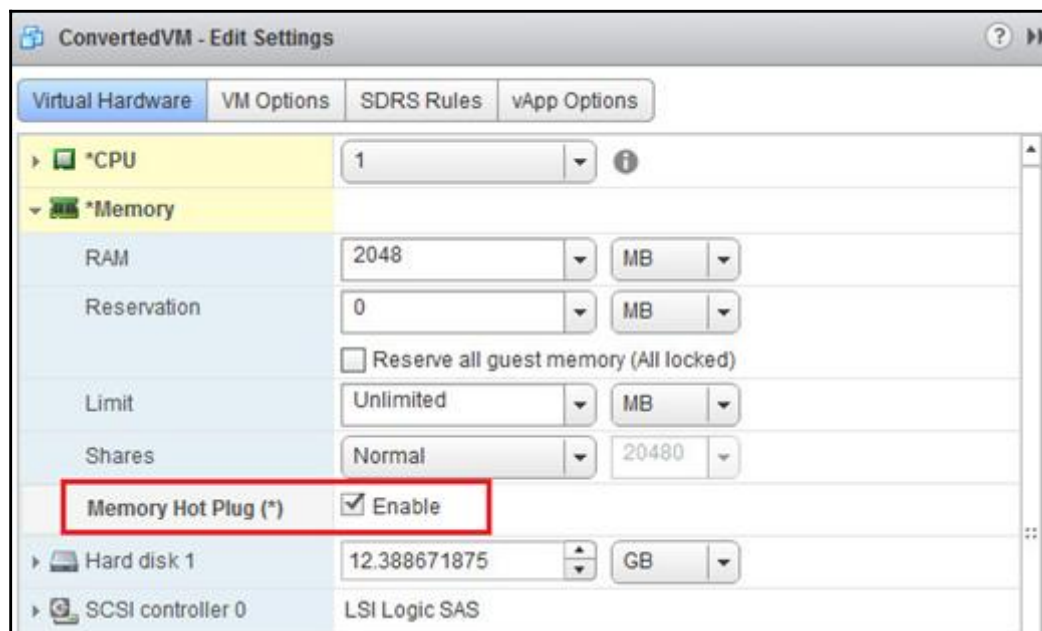 ConvertedVM - Edit Settings ?
Virtual Hardware VM Options SDRS Rules vApp Options
*CPU 1
*Memory
RAM 2048 MB
Reservation 0 MB
Reserve all guest memory (All locked)
Limit Unlimited MB
Shares Normal 20480
Memory Hot Plug (*) Enable
Hard disk 1 12.388671875 GB
SCSI controller 0 LSI Logic SAS